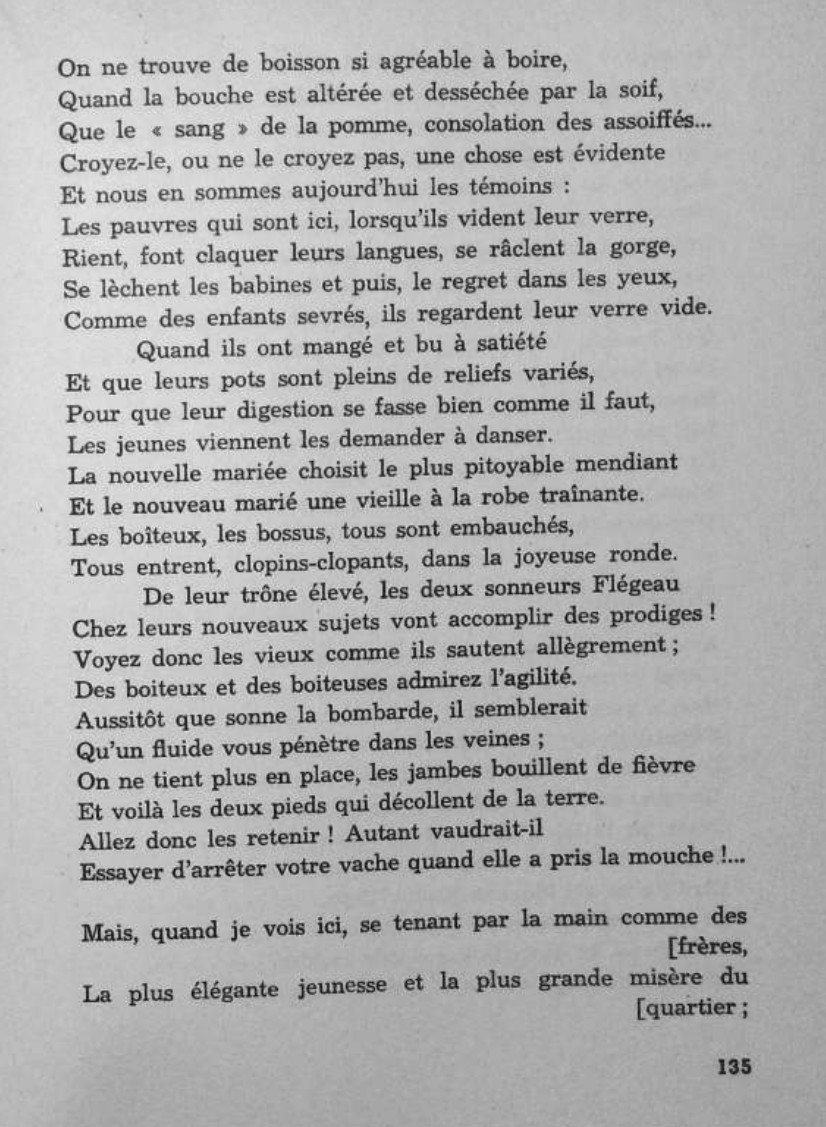 On ne trouve de boisson si agréable à boire,
Quand la bouche est altérée et desséchée par la soif,
Que le « sang » de la pomme, consolation des assoiffés...
Croyez-le, ou ne le croyez pas, une chose est évidente
Et nous en sommes aujourd'hui les témoins :
Les pauvres qui sont ici, lorsqu'ils vident leur verre,
Rient, font claquer leurs langues, se râclent la gorge,
Se lèchent les babines et puis, le regret dans les yeux,
Comme des enfants sevrés, ils regardent leur verre vide.
Quand ils ont mangé et bu à satiété
Et que leurs pots sont pleins de reliefs variés,
Pour que leur digestion se fasse bien comme il faut,
Les jeunes viennent les demander à danser.
La nouvelle mariée choisit le plus pitoyable mendiant
Et le nouveau marié une vieille à la robe traînante.
Les boîteux, les bossus, tous sont embauchés,
Tous entrent, clopins-clopants, dans la joyeuse ronde.
De leur trône élevé, les deux sonneurs Flégeau
Chez leurs nouveaux sujets vont accomplir des prodiges !
Voyez donc les vieux comme ils sautent allègrement ;
Des boiteux et des boiteuses admirez l'agilité.
Aussitôt que sonne la bombarde, il semblerait
Qu'un fluide vous pénètre dans les veines ;
On ne tient plus en place, les jambes bouillent de fièvre
Et voilà les deux pieds qui décollent de la terre.
Allez donc les retenir ! Autant vaudrait-il
Essayer d'arrêter votre vache quand elle a pris la mouche !...
Mais, quand je vois ici, se tenant par la main comme des
[frères,
La plus élégante jeunesse et la plus grande misère du
[quartier ;
135